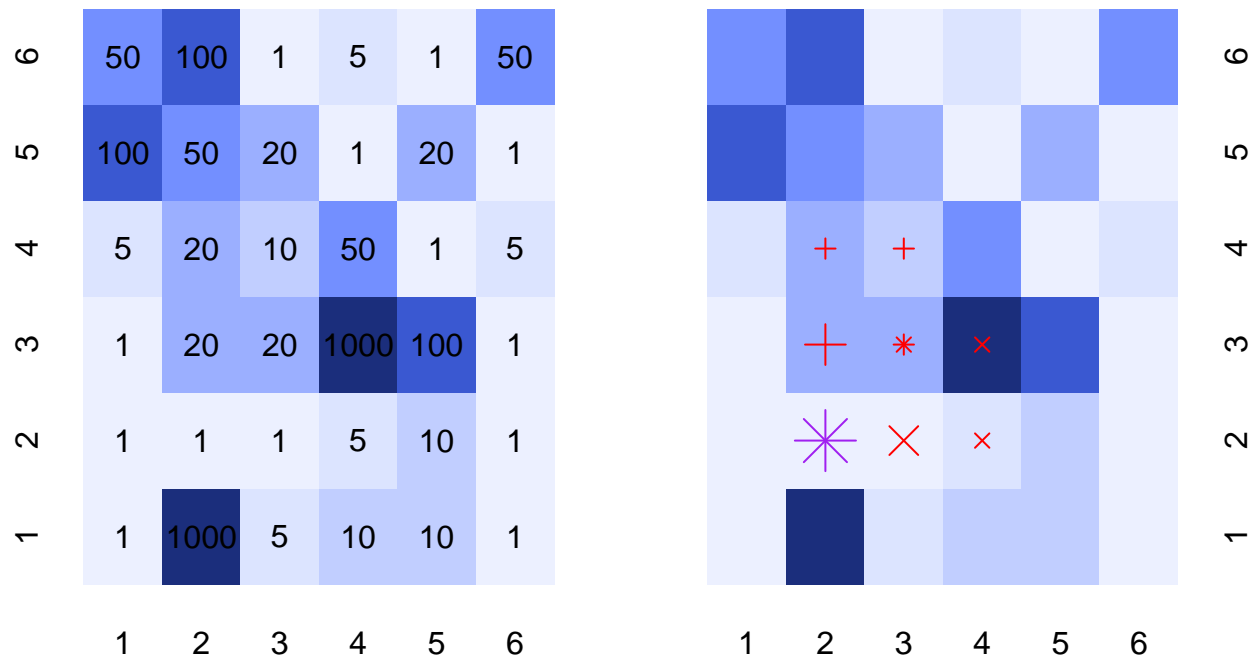 6 50 100 1 5 1 50 6
5 100 50 20 1 20 1 5
4 5 20 10 50 1 5 4
3 1 20 20 1000 100 1 3
2 1 1 1 5 10 1 2
1 1 1000 5 10 10 1 1
1 2 3 4 5 6 1 2 3 4 5 6